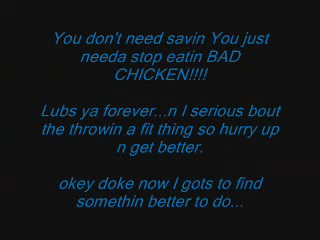 You don't need savin You just
needa stop eatin BAD
CHICKEN!!!!
Lubs ya forever...n I serious bout
the throwin a fit thing so hurry up
n get better.
okey doke now I gots to find
somethin better to do...